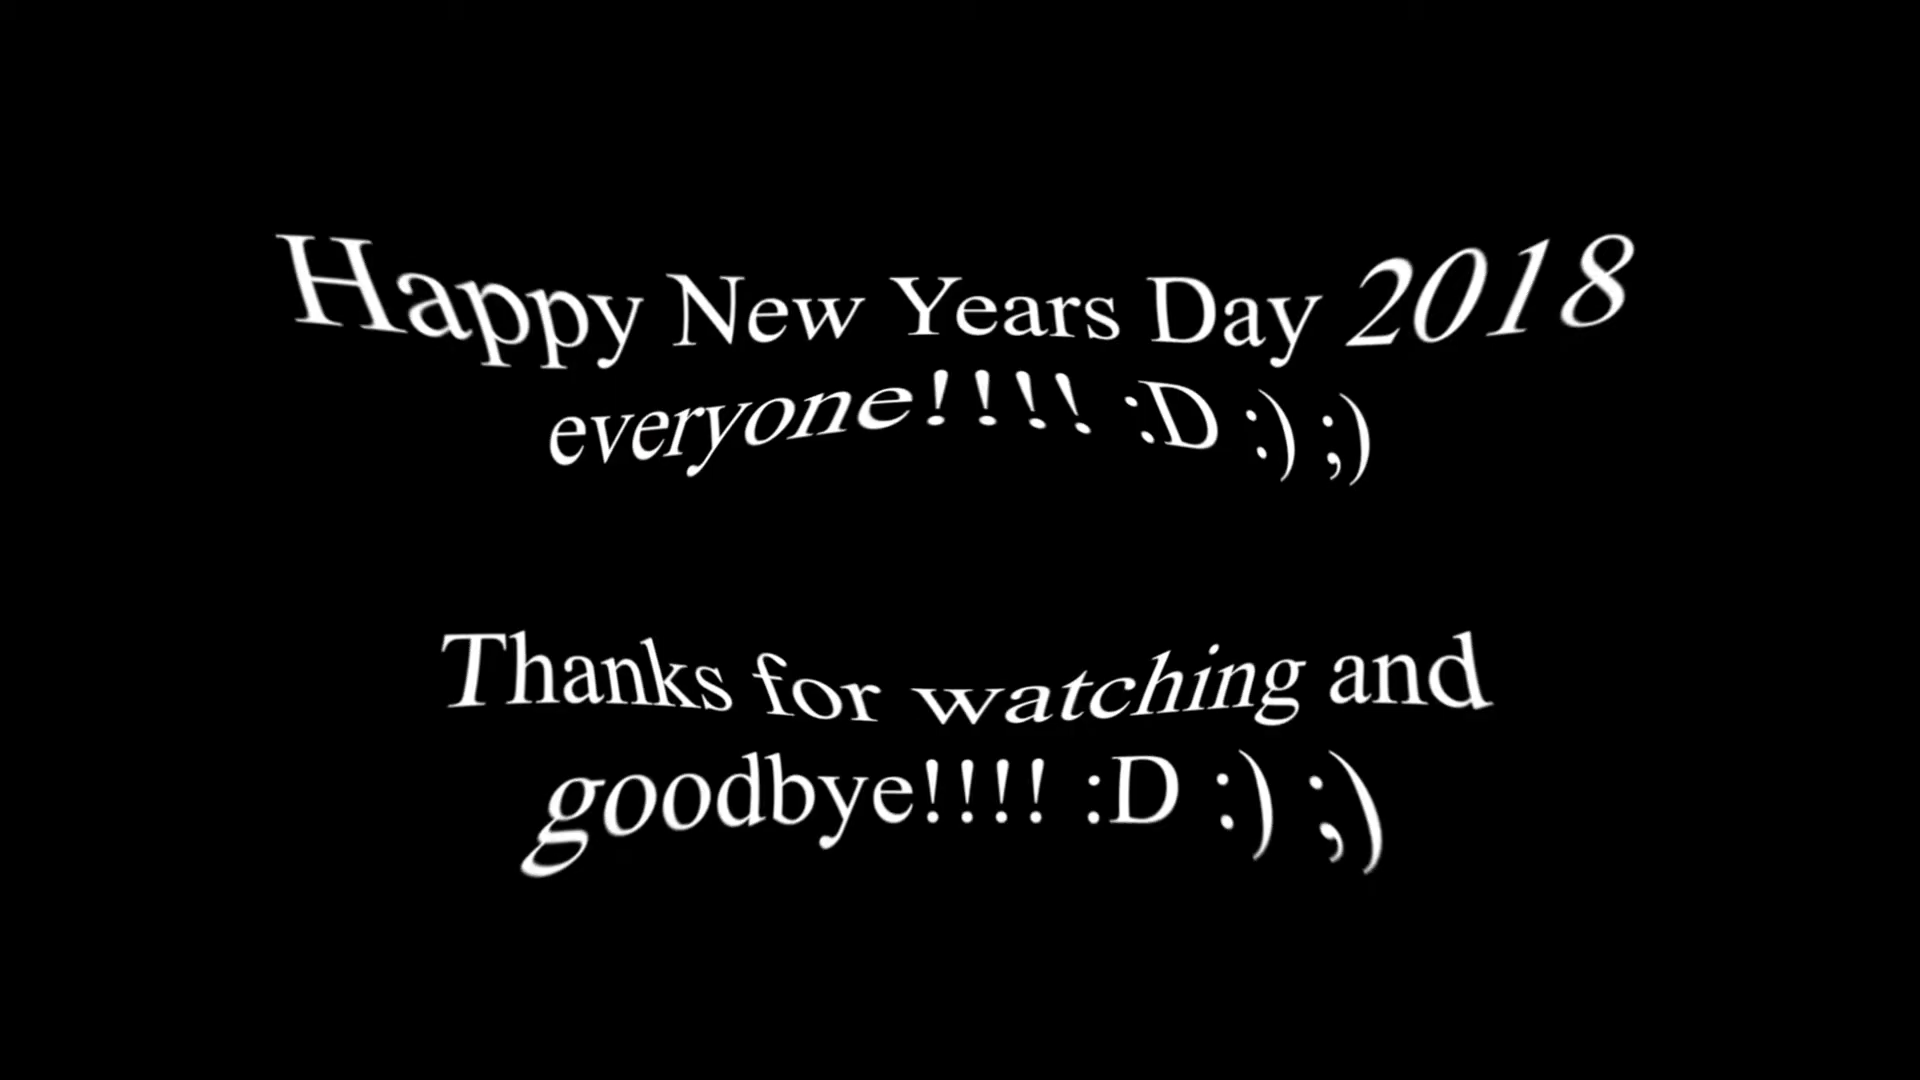 Happy New Years Day 2018
everyone!!!! :D :) ;)
Thanks for watching and
goodbye!!!! :D :) ;)